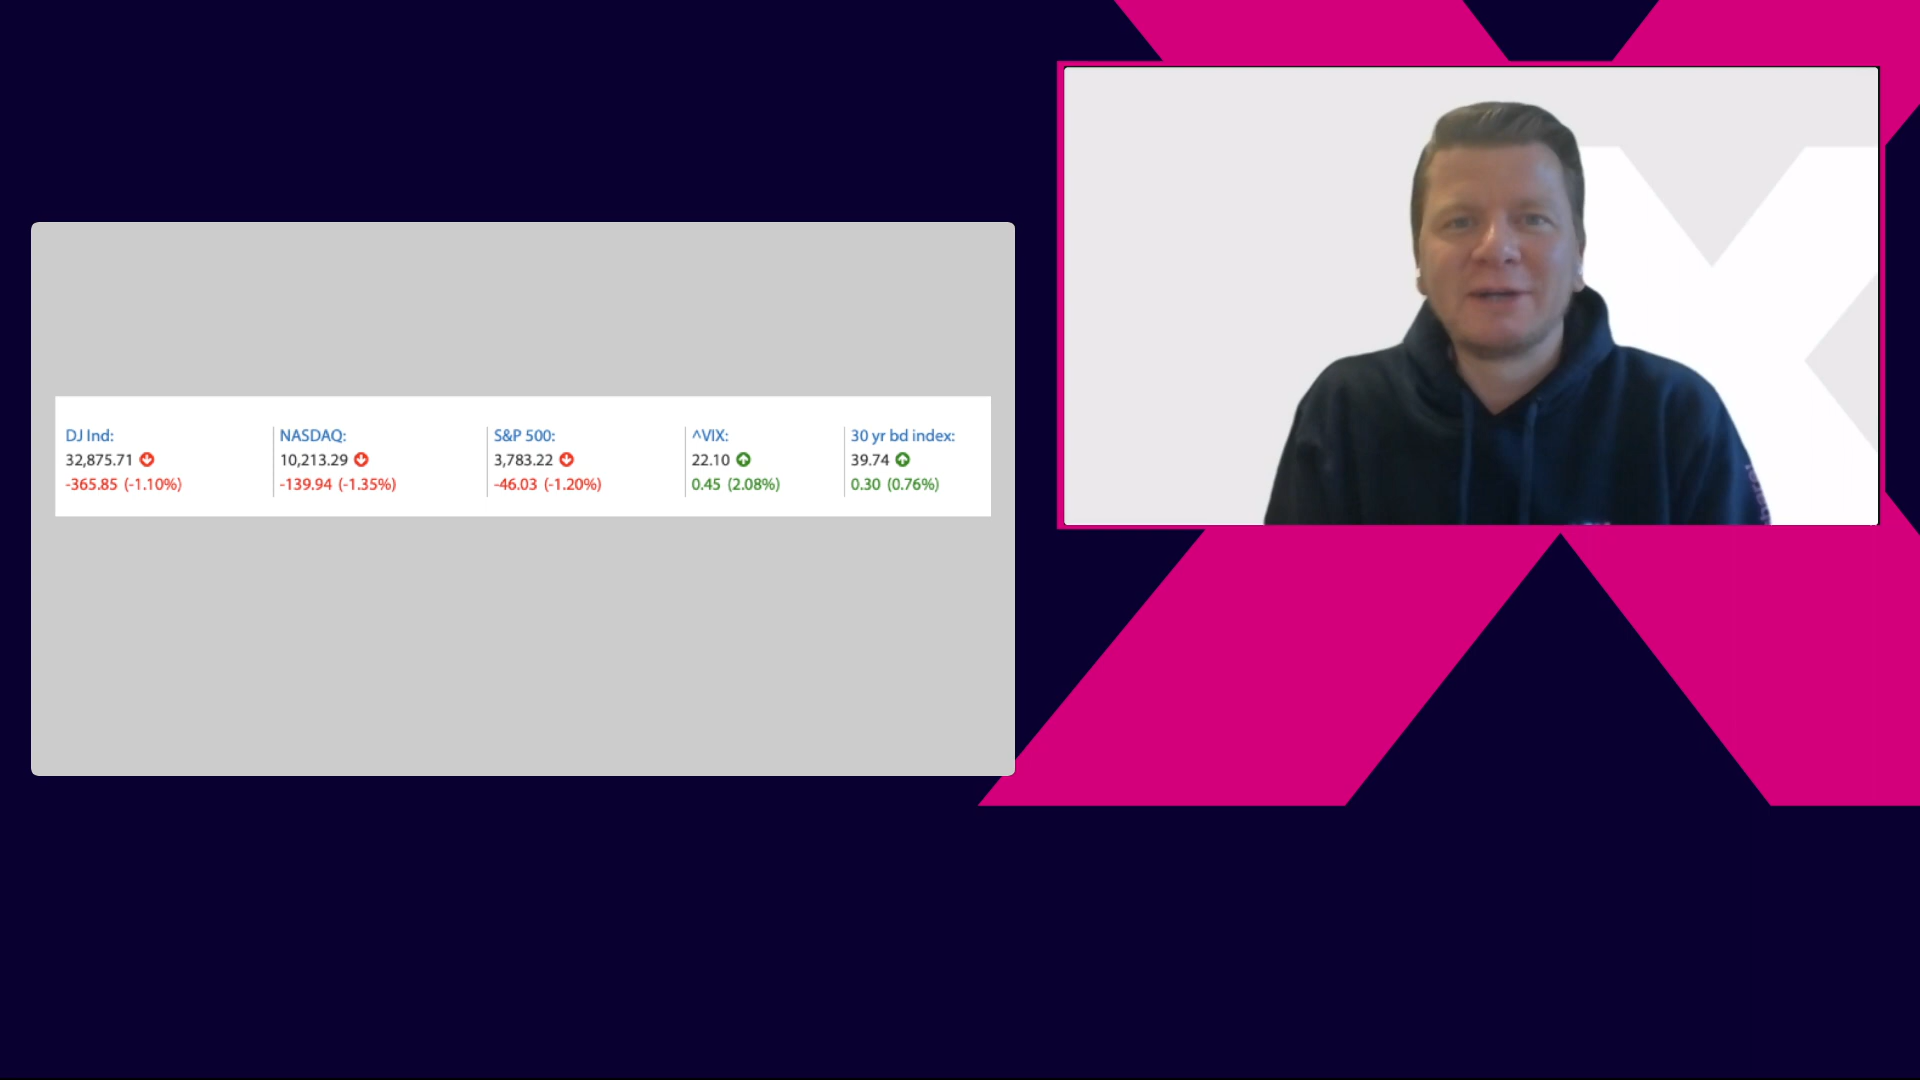 DJ Ind:
32,875.71
-365.85 (-1.10%)
NASDAQ:
10,213.29
-139.94 (-1.35%)
S&P 500:
3,783.22
-46.03 (-1.20%)
^VIX:
22.10
0.45 (2.08%)
30 yr bd index:
39.74
0.30 (0.76%)